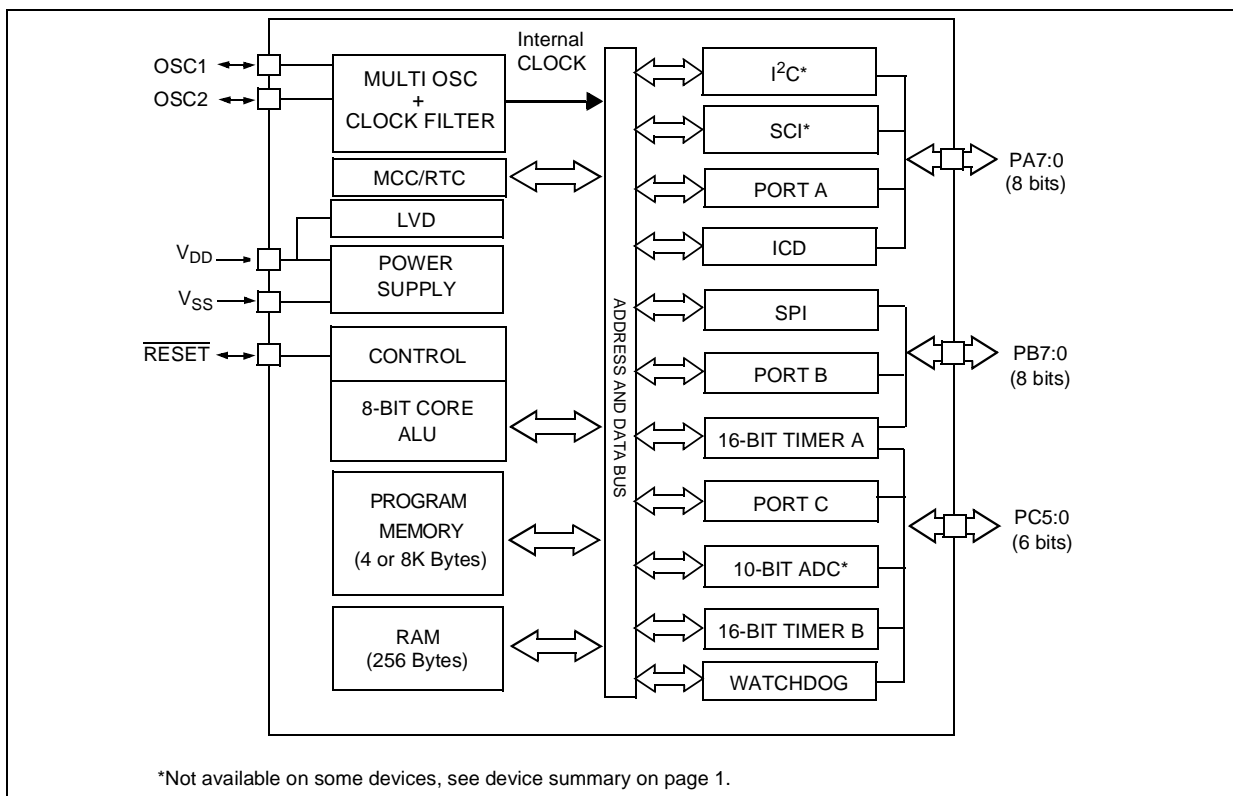 OSC1
OSC2
V_DD
V_SS
RESET
MULTI OSC
+
CLOCK FILTER
Internal
CLOCK
MCC/RTC
LVD
POWER
SUPPLY
CONTROL
8-BIT CORE
ALU
PROGRAM
MEMORY
(4 or 8K Bytes)
RAM
(256 Bytes)
ADDRESS AND DATA BUS
I²C*
SCI*
PORT A
ICD
SPI
PORT B
16-BIT TIMER A
PORT C
10-BIT ADC*
16-BIT TIMER B
WATCHDOG
PA7:0
(8 bits)
PB7:0
(8 bits)
PC5:0
(6 bits)
*Not available on some devices, see device summary on page 1.